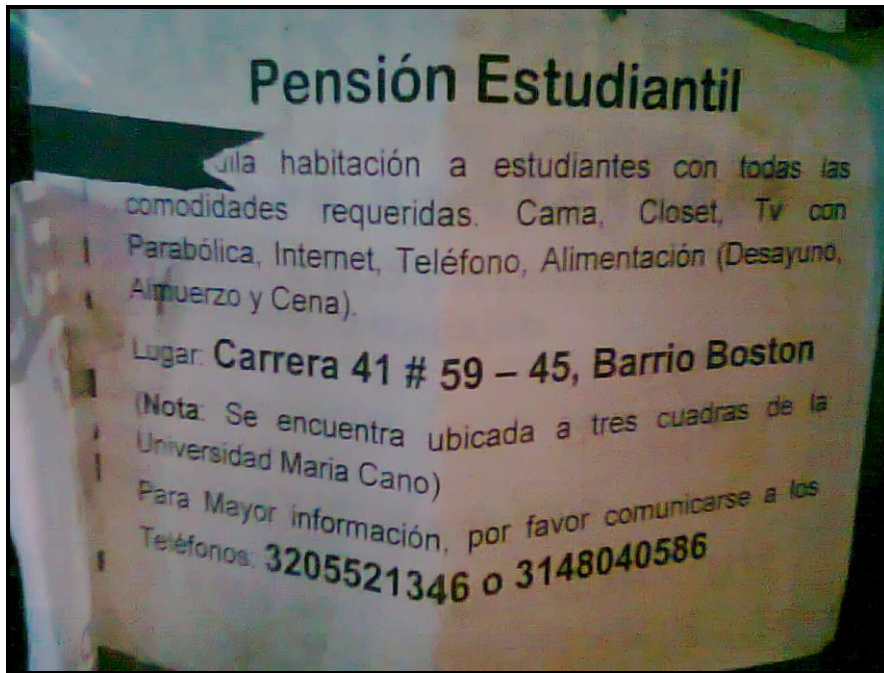 Pensión Estudiantil
habitación a estudiantes con todas las
comodidades requeridas. Cama, Closet, Tv con
Parabólica, Internet, Teléfono, Alimentación (Desayuno,
Almuerzo y Cena).
Lugar: Carrera 41 # 59 – 45, Barrio Boston
(Nota: Se encuentra ubicada a tres cuadras de la
Universidad Maria Cano)
Para Mayor información, por favor comunicarse a los
Teléfonos: 3205521346 o 3148040586